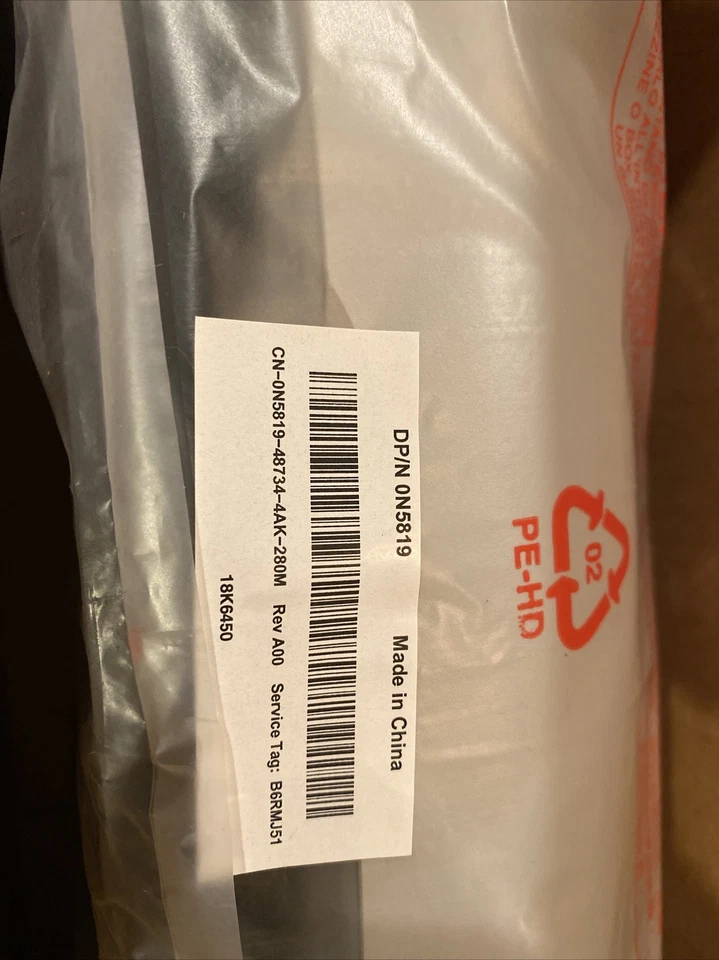 DP/N 0N5819 Made in China
CN-0N5819-48734-4AK-280M Rev A00 Service Tag: B6RMJ51
18K6450
02
PE-HD